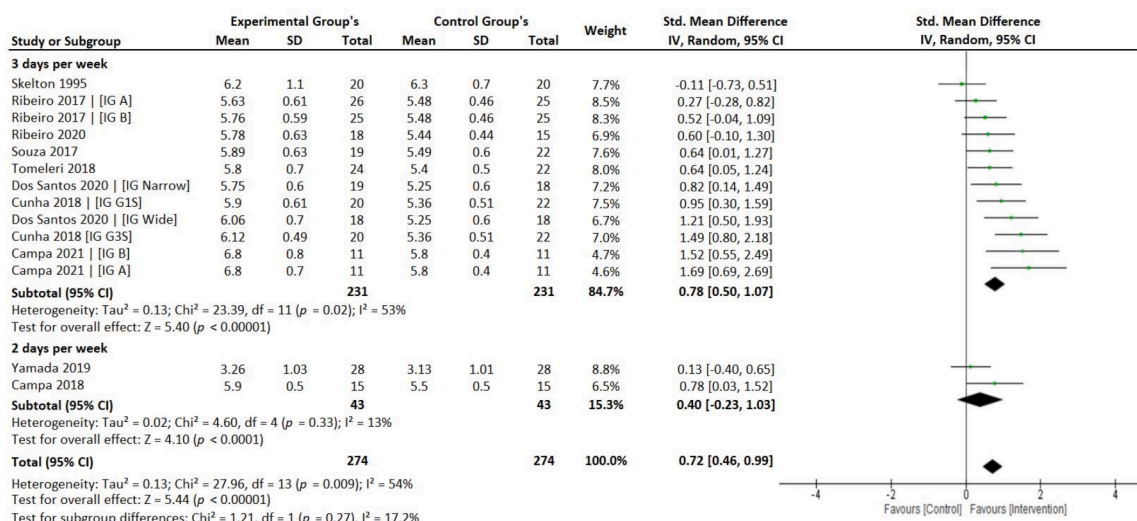 Experimental Group's Control Group's Std. Mean Difference Std. Mean Difference
Study or Subgroup Mean SD Total Mean SD Total Weight IV, Random, 95% CI IV, Random, 95% CI
3 days per week
Skelton 1995 6.2 1.1 20 6.3 0.7 20 7.7% -0.11 [-0.73, 0.51]
Ribeiro 2017 | [IG A] 5.63 0.61 26 5.48 0.46 25 8.5% 0.27 [-0.28, 0.82]
Ribeiro 2017 | [IG B] 5.76 0.59 25 5.48 0.46 25 8.3% 0.52 [-0.04, 1.09]
Ribeiro 2020 5.78 0.63 18 5.44 0.44 15 6.9% 0.60 [-0.10, 1.30]
Souza 2017 5.89 0.63 19 5.49 0.6 22 7.6% 0.64 [0.01, 1.27]
Tomeleri 2018 5.8 0.7 24 5.4 0.5 22 8.0% 0.64 [0.05, 1.24]
Dos Santos 2020 | [IG Narrow] 5.75 0.6 19 5.25 0.6 18 7.2% 0.82 [0.14, 1.49]
Cunha 2018 | [IG G1S] 5.9 0.61 20 5.36 0.51 22 7.4% 0.95 [0.30, 1.59]
Dos Santos 2020 | [IG Wide] 6.06 0.7 18 5.25 0.6 18 6.7% 1.21 [0.50, 1.93]
Cunha 2018 [IG G3S] 6.12 0.49 20 5.36 0.51 22 7.0% 1.49 [0.80, 2.18]
Campa 2021 | [IG B] 6.8 0.8 11 5.8 0.4 11 4.7% 1.52 [0.55, 2.49]
Campa 2021 | [IG A] 6.8 0.7 11 5.8 0.4 11 4.6% 1.69 [0.69, 2.69]
Subtotal (95% CI) 231 231 84.7% 0.78 [0.50, 1.07]
Heterogeneity: Tau² = 0.13; Chi² = 23.39, df = 11 (p = 0.02); I² = 53%
Test for overall effect: Z = 5.40 (p < 0.00001)
2 days per week
Yamada 2019 3.26 1.03 28 3.13 1.01 28 8.8% 0.13 [-0.40, 0.65]
Campa 2018 5.9 0.5 15 5.5 0.5 15 6.5% 0.78 [0.03, 1.52]
Subtotal (95% CI) 43 43 15.3% 0.40 [-0.23, 1.03]
Heterogeneity: Tau² = 0.02; Chi² = 4.60, df = 4 (p = 0.33); I² = 13%
Test for overall effect: Z = 4.10 (p < 0.0001)
Total (95% CI) 274 274 100.0% 0.72 [0.46, 0.99]
Heterogeneity: Tau² = 0.13; Chi² = 27.96, df = 13 (p = 0.009); I² = 54%
Test for overall effect: Z = 5.44 (p < 0.00001)
Test for subgroup differences: Chi² = 1.21, df = 1 (p = 0.27), I² = 17.2%
-4 -2 0 2 4
Favours [Control] Favours [Intervention]